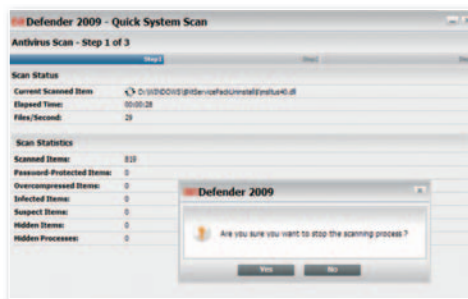 BitDefender 2009 - Quick System Scan
Antivirus Scan - Step 1 of 3
Step1
Scan Status
Current Scanned Item
Elapsed Time: 00:00:28
Files/Second: 29
Scan Statistics
Scanned Items: 819
Password-Protected Items: 0
Overcompressed Items: 0
Infected Items: 0
Suspect Items: 0
Hidden Items: 0
Hidden Processes: 0
BitDefender 2009
Are you sure you want to stop the scanning process ?
Yes No